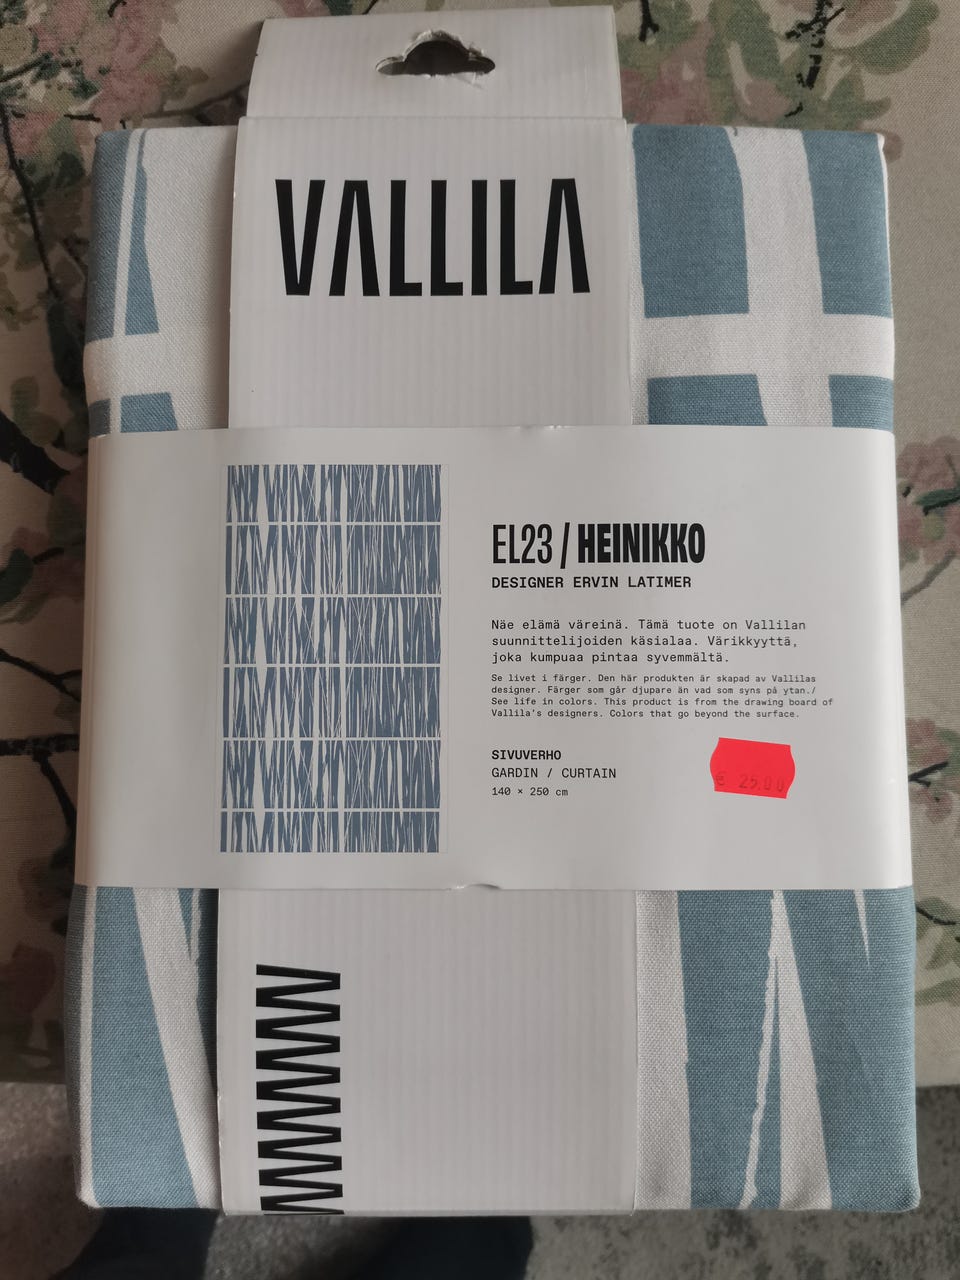 VALLILA
EL23 / HEINIKKO
DESIGNER ERVIN LATIMER
Näe elämä väreinä. Tämä tuote on Vallilan
suunnittelijoiden käsialaa. Värikkyyttä,
joka kumpuaa pintaa syvemmältä.
Se livet i färger. Den här produkten är skapad av Vallilas
designer. Färger som går djupare än vad som syns på ytan./
See life in colors. This product is from the drawing board of
Vallila's designers. Colors that go beyond the surface.
SIVUVERHO
GARDIN / CURTAIN
140 × 250 cm
€ 25.00